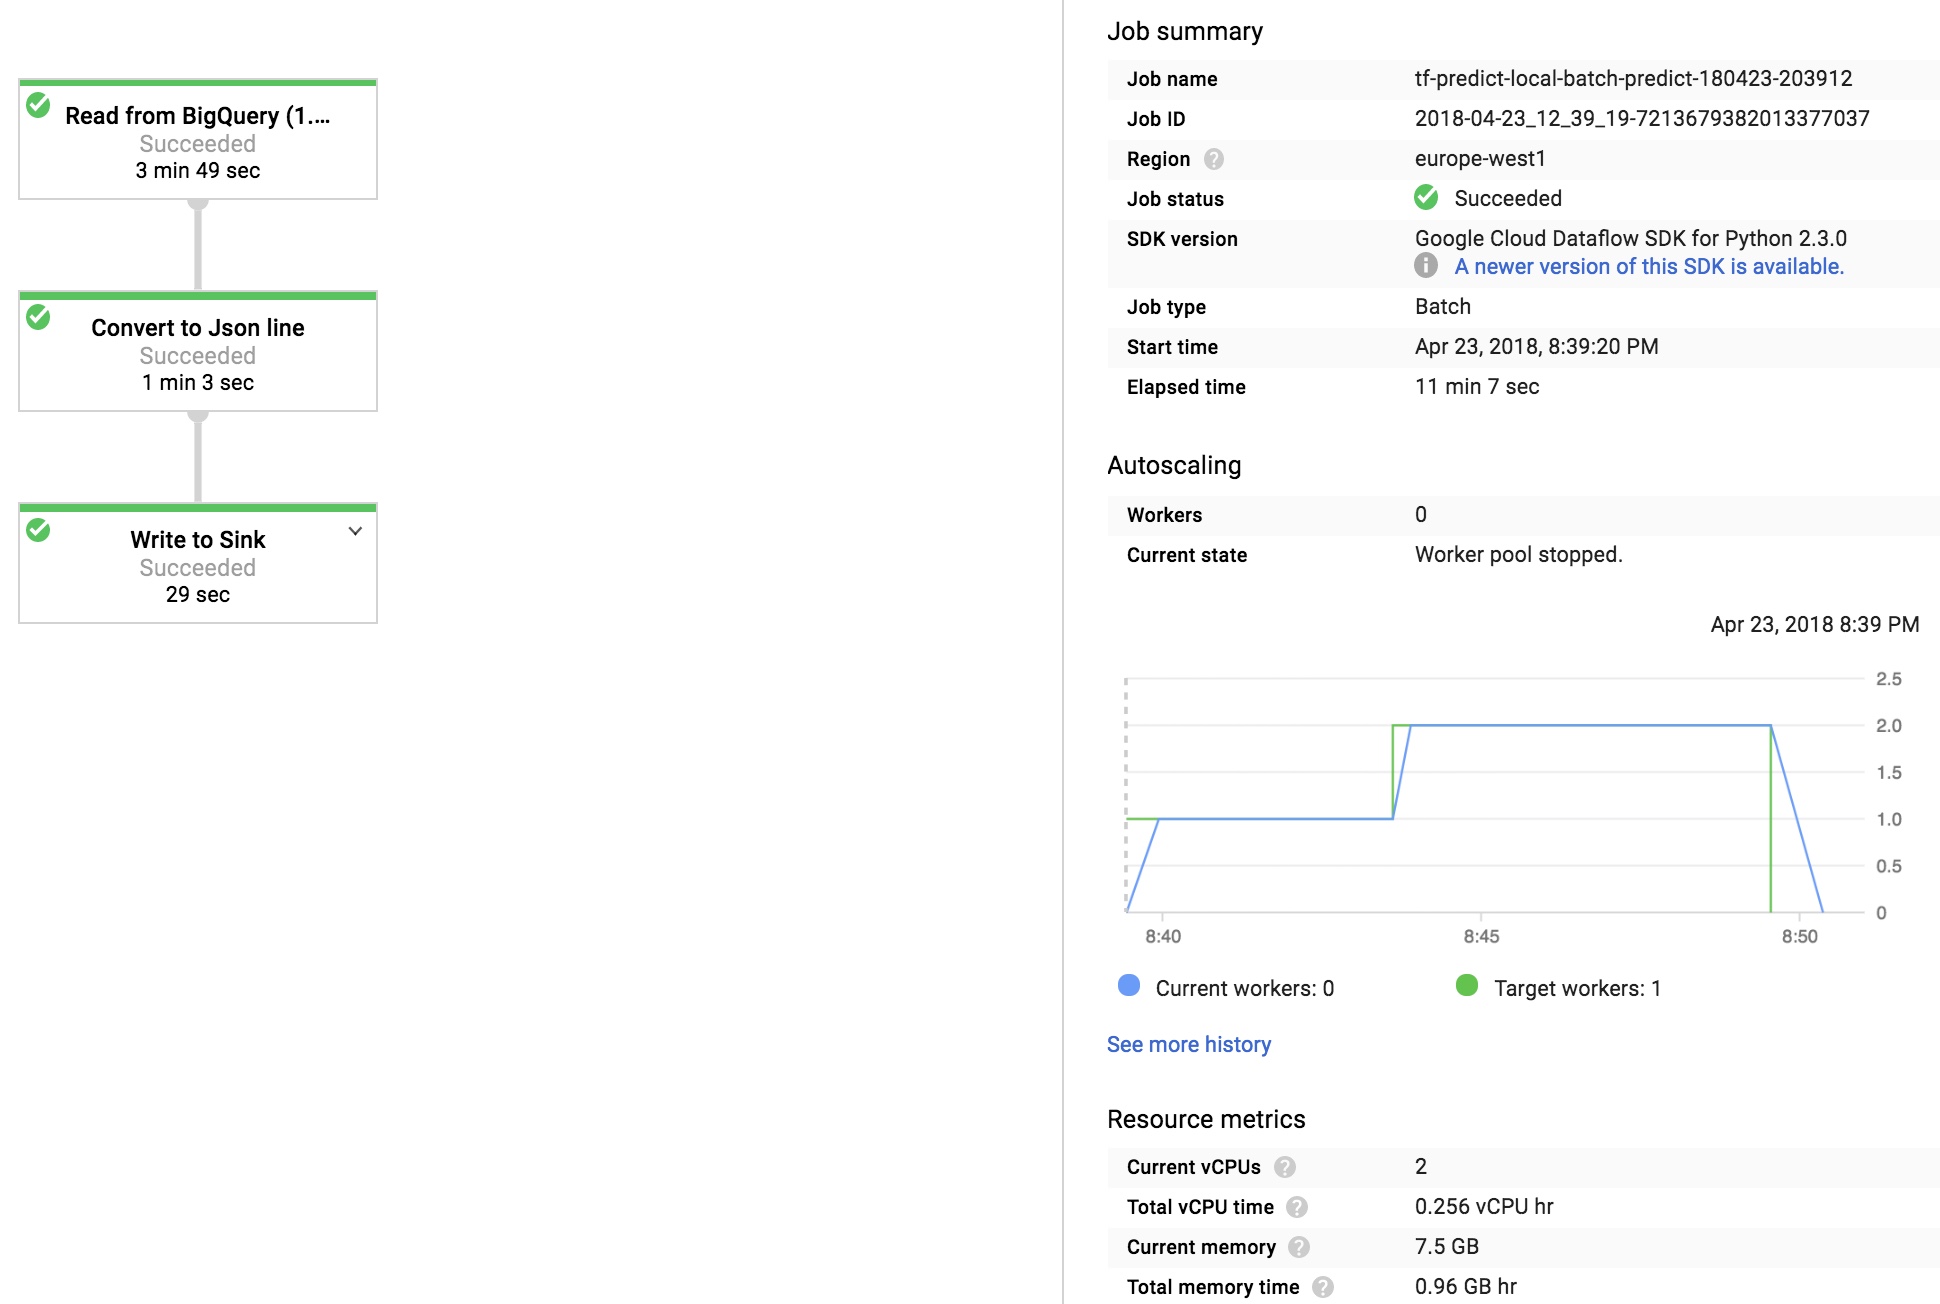 Read from BigQuery (1....
Succeeded
3 min 49 sec
Convert to Json line
Succeeded
1 min 3 sec
Write to Sink
Succeeded
29 sec
Job summary
Job name tf-predict-local-batch-predict-180423-203912
Job ID 2018-04-23_12_39_19-7213679382013377037
Region ? europe-west1
Job status Succeeded
SDK version Google Cloud Dataflow SDK for Python 2.3.0
i A newer version of this SDK is available.
Job type Batch
Start time Apr 23, 2018, 8:39:20 PM
Elapsed time 11 min 7 sec
Autoscaling
Workers 0
Current state Worker pool stopped.
Apr 23, 2018 8:39 PM
2.5
2.0
1.5
1.0
0.5
0
8:40 8:45 8:50
Current workers: 0 Target workers: 1
See more history
Resource metrics
Current vCPUs ? 2
Total vCPU time ? 0.256 vCPU hr
Current memory ? 7.5 GB
Total memory time ? 0.96 GB hr